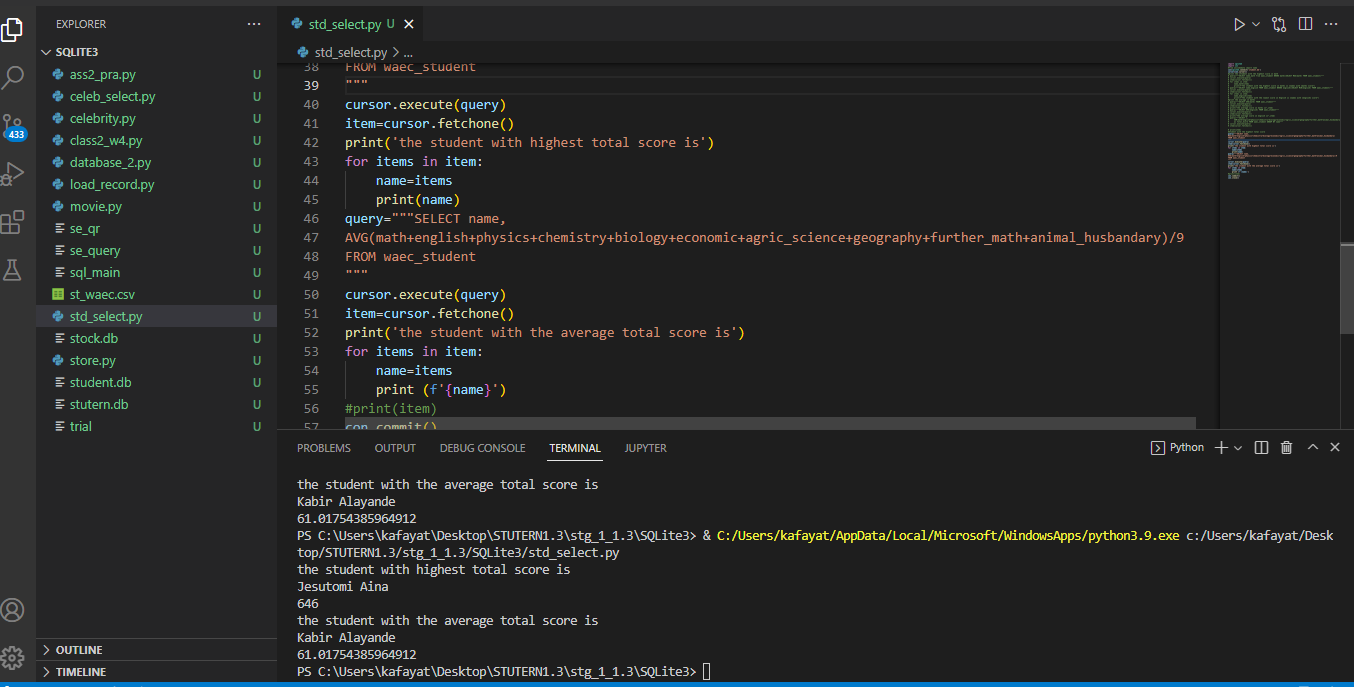 EXPLORER
SQLITE3
ass2_pra.py U
celeb_select.py U
celebrity.py U
class2_w4.py U
database_2.py U
load_record.py U
movie.py U
se_qr U
se_query U
sql_main U
st_waec.csv U
std_select.py U
stock.db U
store.py U
student.db U
stutern.db U
trial U
OUTLINE
TIMELINE
433
std_select.py U
std_select.py > ...
38 FROM waec_student
39 """
40 cursor.execute(query)
41 item=cursor.fetchone()
42 print('the student with highest total score is')
43 for items in item:
44 name=items
45 print(name)
46 query="""SELECT name,
47 AVG(math+english+physics+chemistry+biology+economic+agric_science+geography+further_math+animal_husbandary)/9
48 FROM waec_student
49 """
50 cursor.execute(query)
51 item=cursor.fetchone()
52 print('the student with the average total score is')
53 for items in item:
54 name=items
55 print (f'{name}')
56 #print(item)
57 con.commit()
PROBLEMS OUTPUT DEBUG CONSOLE TERMINAL JUPYTER
Python
the student with the average total score is
Kabir Alayande
61.01754385964912
PS C:\Users\kafayat\Desktop\STUTERN1.3\stg_1_1.3\SQLite3> & C:/Users/kafayat/AppData/Local/Microsoft/WindowsApps/python3.9.exe c:/Users/kafayat/Desk
top/STUTERN1.3/stg_1_1.3/SQLite3/std_select.py
the student with highest total score is
Jesutomi Aina
646
the student with the average total score is
Kabir Alayande
61.01754385964912
PS C:\Users\kafayat\Desktop\STUTERN1.3\stg_1_1.3\SQLite3>